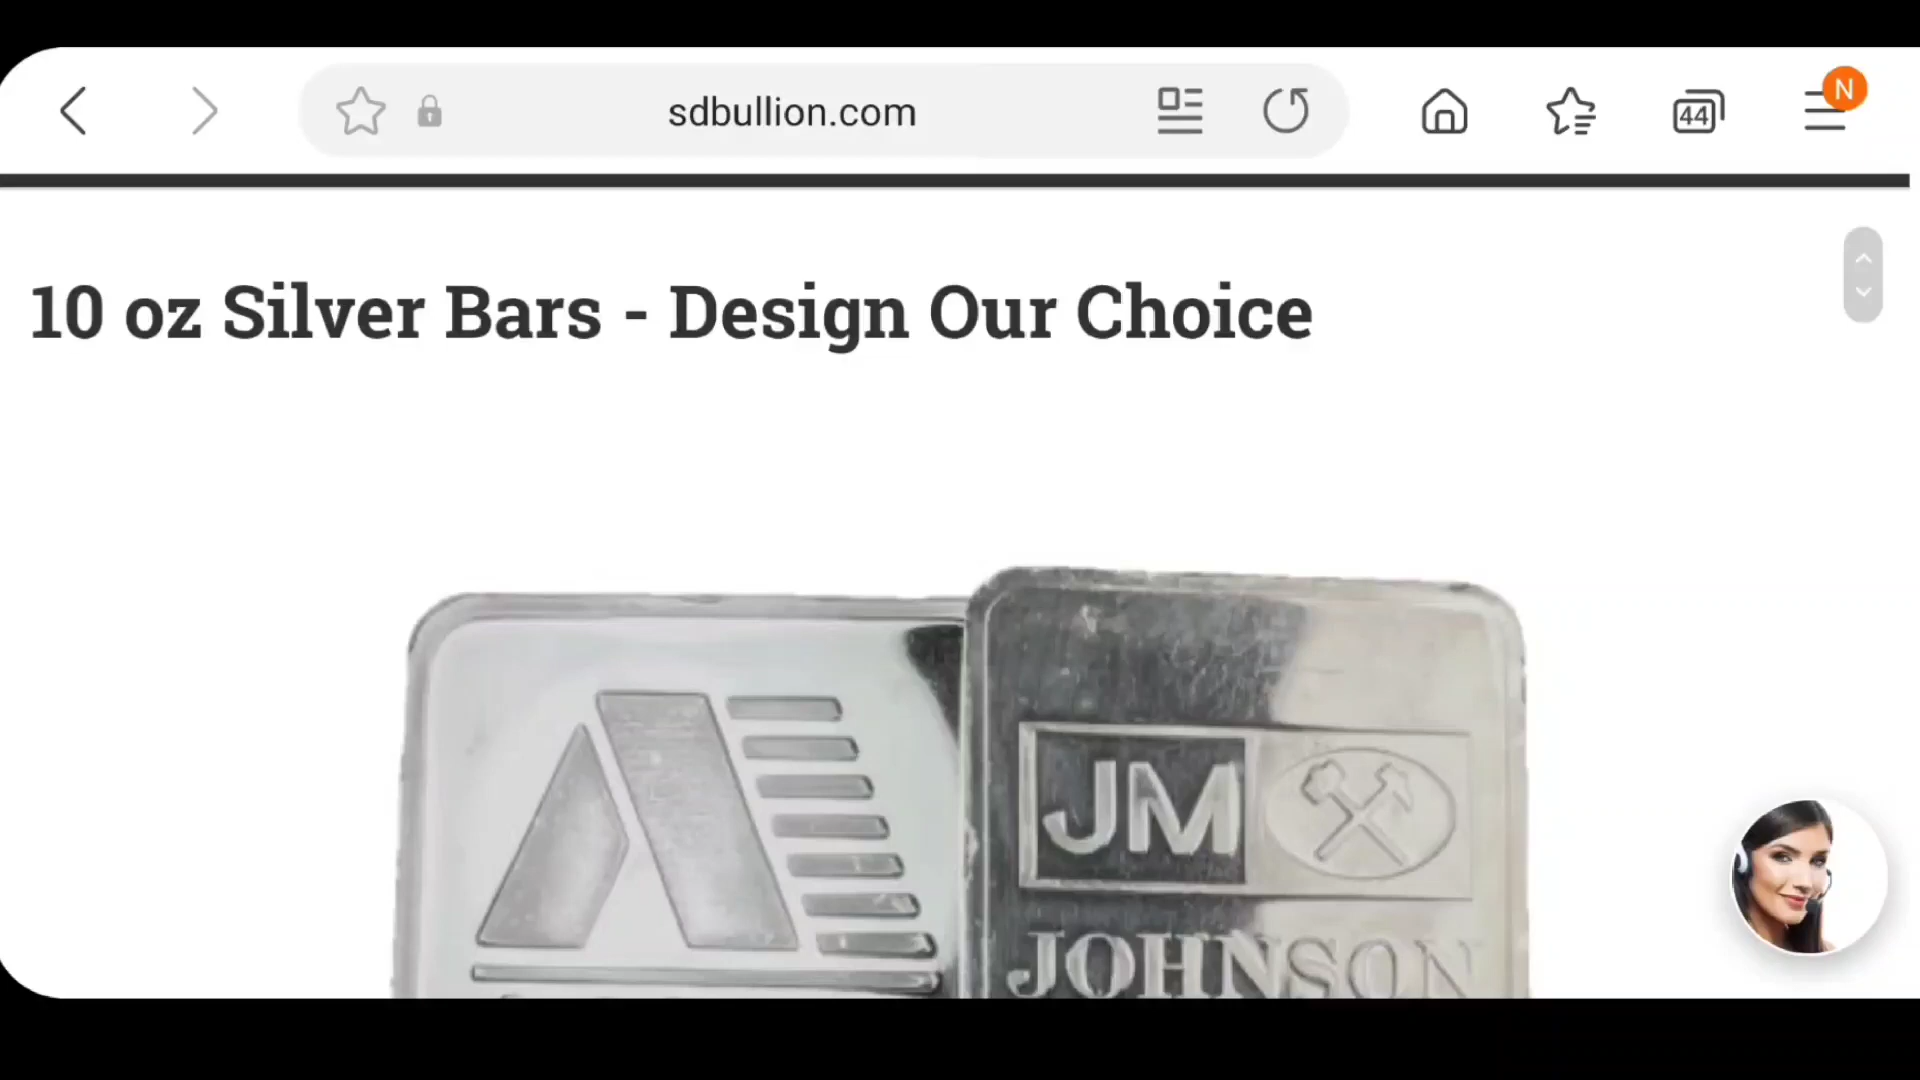 sdbullion.com
44
N
10 oz Silver Bars - Design Our Choice
JM
JOHNSON